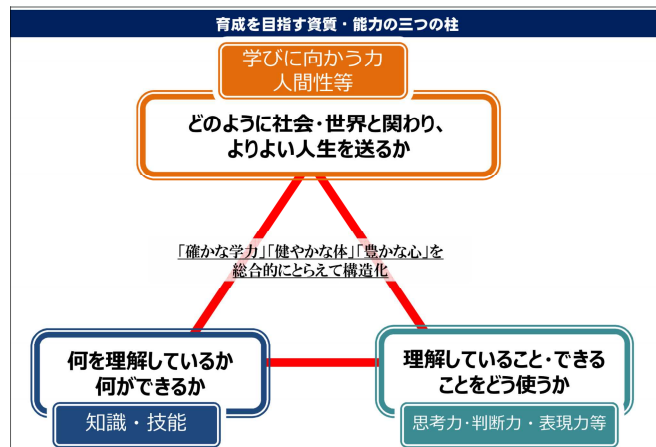 育成を目指す資質・能力の三つの柱
学びに向かう力
人間性等
どのように社会・世界と関わり、
よりよい人生を送るか
「確かな学力」「健やかな体」「豊かな心」を
総合的にとらえて構造化
何を理解しているか
何ができるか
知識・技能
理解していること・できる
ことをどう使うか
思考力・判断力・表現力等